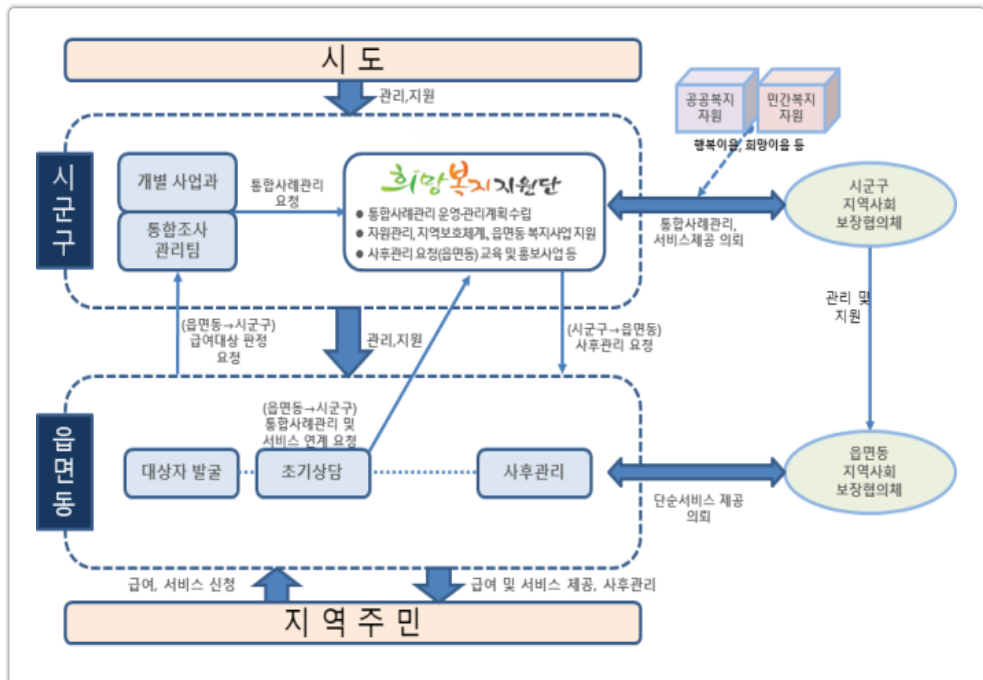 시 도
관리,지원
공공복지
자원
민간복지
자원
행복이음, 희망이음 등
시군구
개별 사업과
통합조사
관리팀
통합사례관리
요청
희망복지지원단
● 통합사례관리 운영·관리계획수립
● 자원관리, 지역보호체계, 읍면동 복지사업 지원
● 사후관리 요청(읍면동) 교육 및 홍보사업 등
통합사례관리,
서비스제공 의뢰
시군구
지역사회
보장협의체
(읍면동→시군구)
급여대상 판정
요청
관리,지원
(시군구→읍면동)
사후관리 요청
관리 및
지원
읍면동
(읍면동→시군구)
통합사례관리 및
서비스 연계 요청
대상자 발굴
초기상담
사후관리
단순서비스 제공
의뢰
읍면동
지역사회
보장협의체
급여, 서비스 신청
급여 및 서비스 제공, 사후관리
지역주민